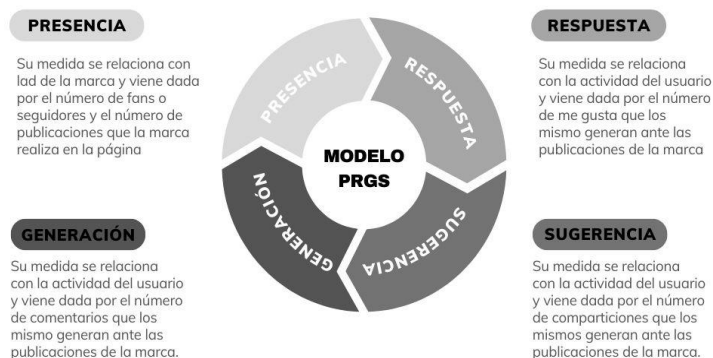 PRESENCIA
Su medida se relaciona con
lad de la marca y viene dada
por el número de fans o
seguidores y el número de
publicaciones que la marca
realiza en la página
RESPUESTA
Su medida se relaciona
con la actividad del usuario
y viene dada por el número
de me gusta que los
mismo generan ante las
publicaciones de la marca
PRESENCIA
RESPUESTA
MODELO
PRGS
GENERACIÓN
SUGERENCIA
GENERACIÓN
Su medida se relaciona
con la actividad del usuario
y viene dada por el número
de comentarios que los
mismo generan ante las
publicaciones de la marca.
SUGERENCIA
Su medida se relaciona
con la actividad del usuario
y viene dada por el número
de comparticiones que los
mismos generan ante las
publicaciones de la marca.